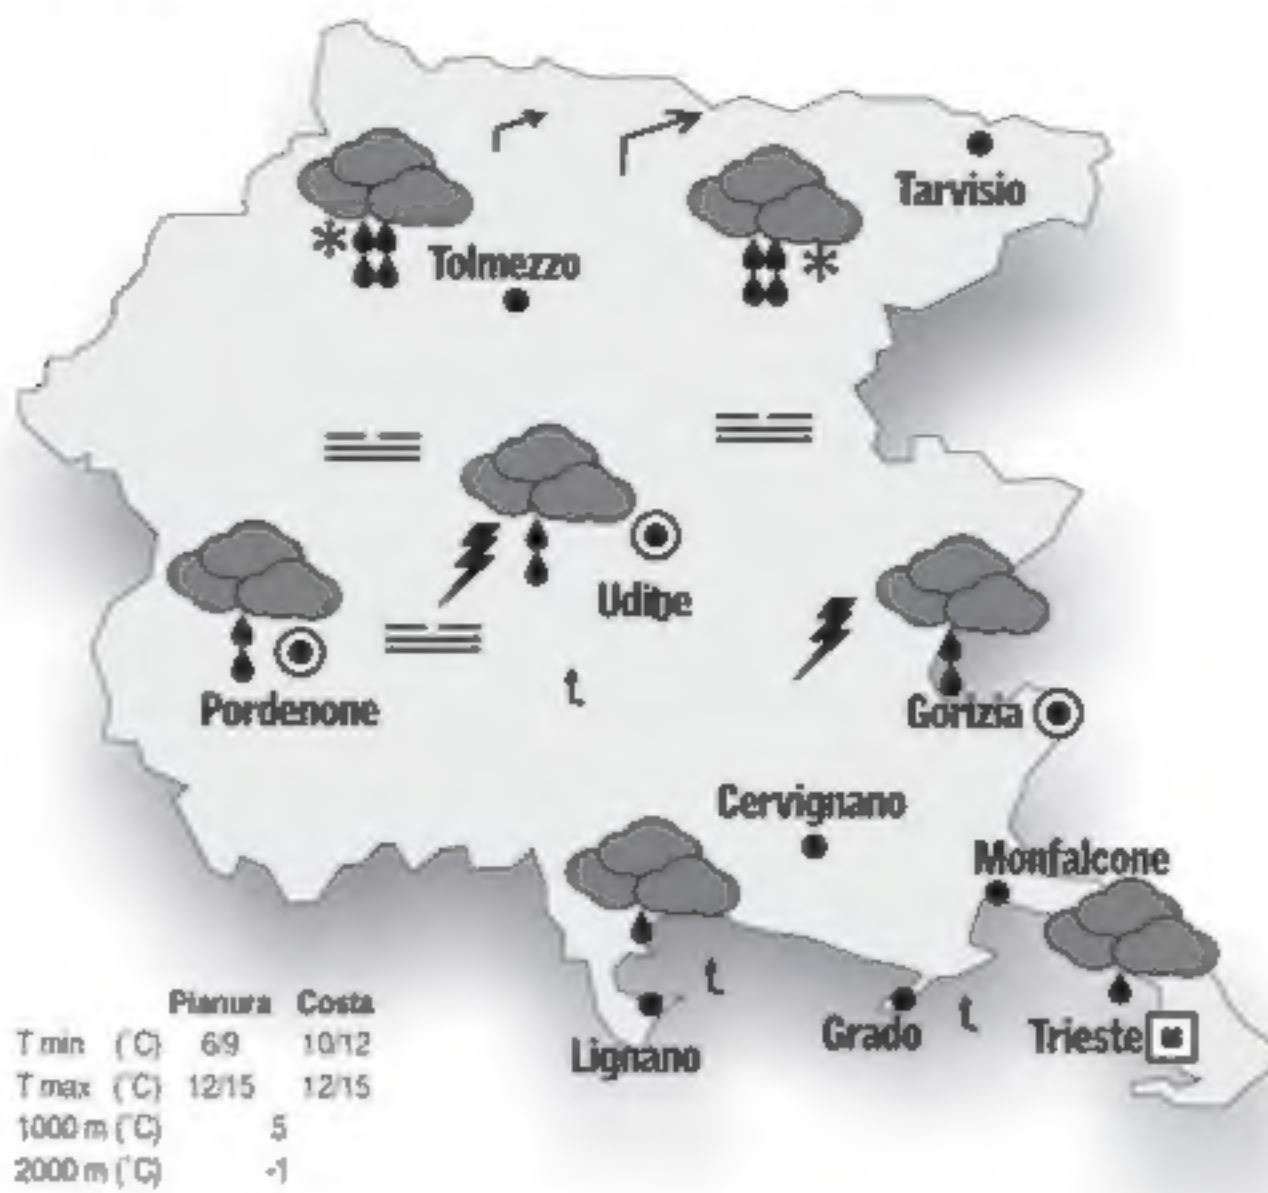 Tarvisio
Tolmezzo
Udine
t.
Pordenone
Gorizia
Cervignano
Monfalcone
t.
t.
Grado
Trieste
Lignano
Pianura Costa
T min (°C) 6/9 10/12
T max (°C) 12/15 12/15
1000 m (°C) 5
2000 m (°C) -1